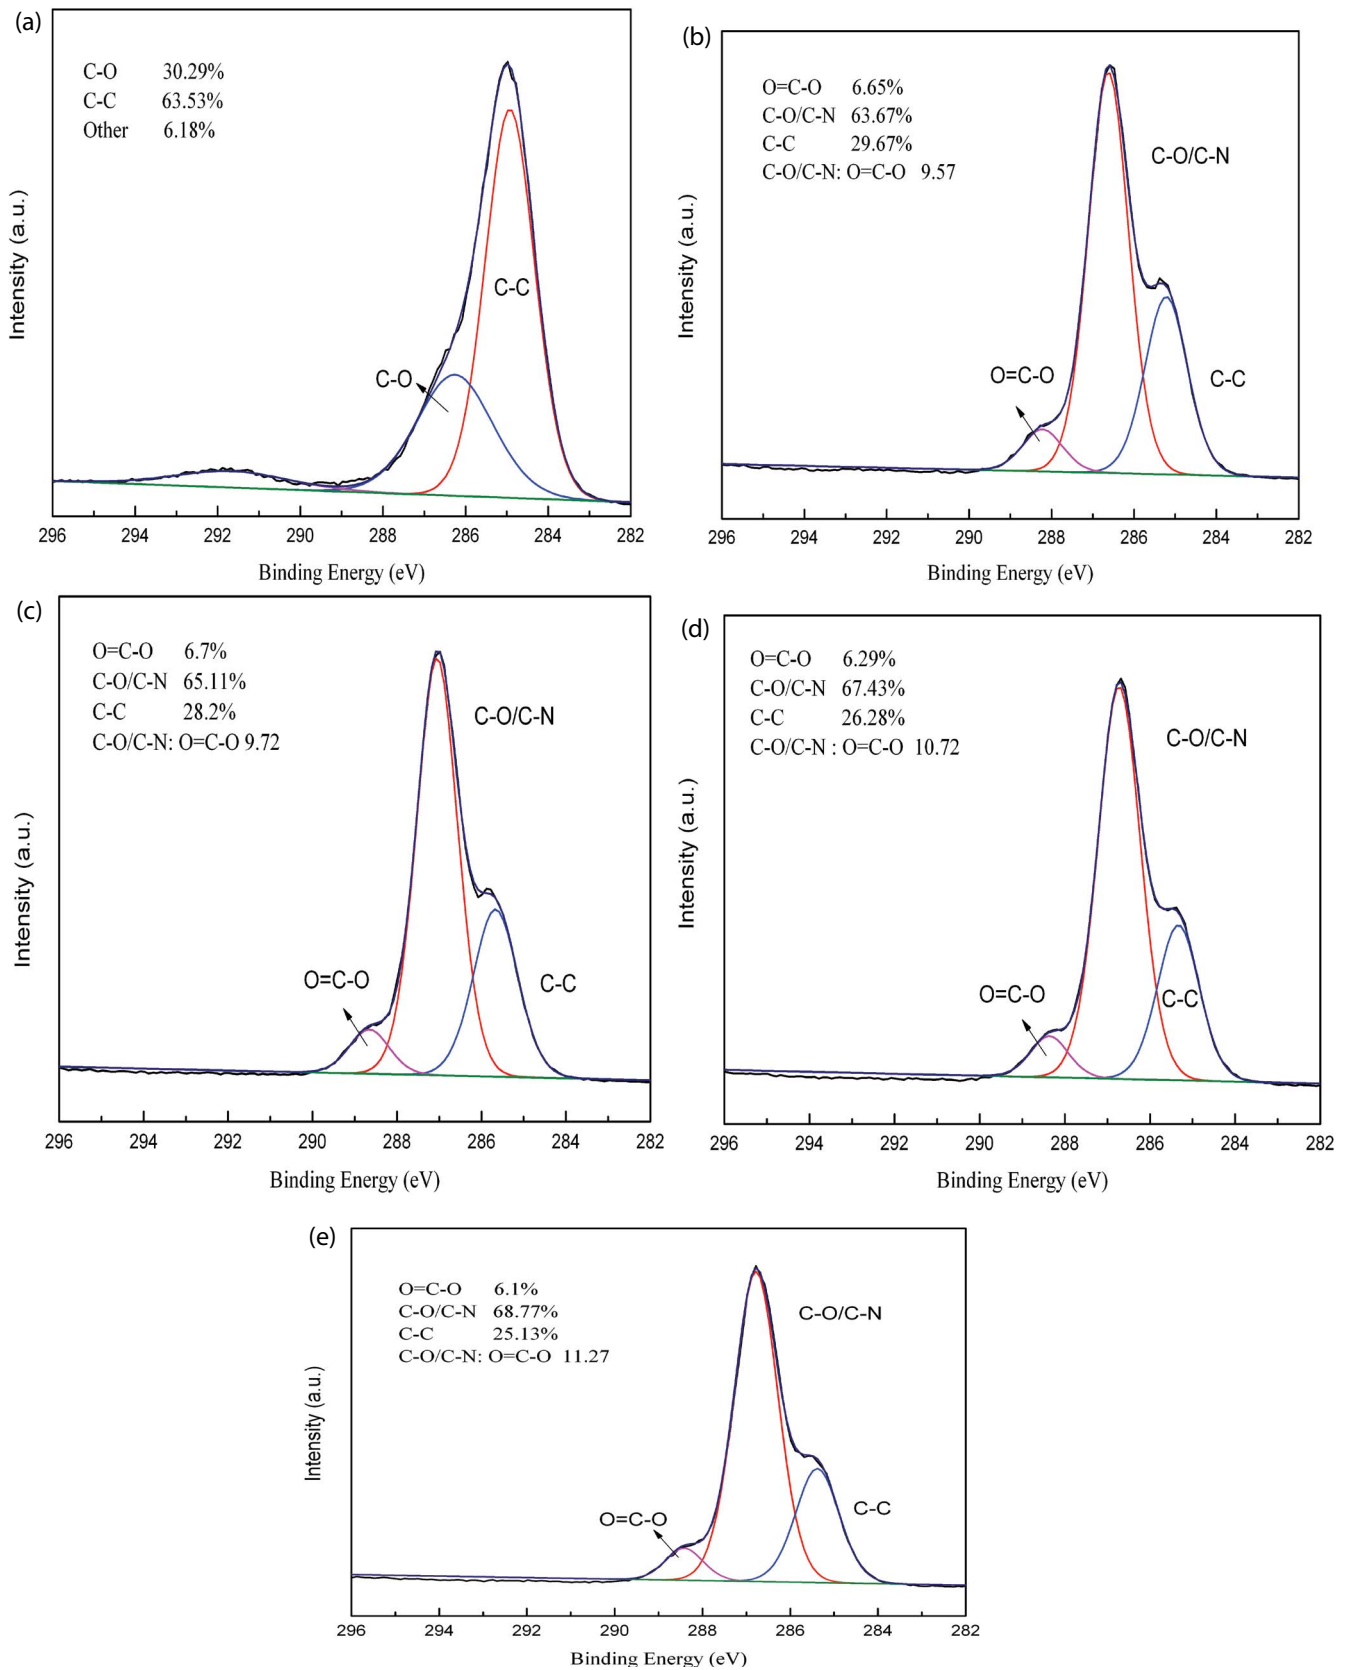 (a)
C-O 30.29%
C-C 63.53%
Other 6.18%
C-C
C-O
Intensity (a.u.)
296 294 292 290 288 286 284 282
Binding Energy (eV)
(b)
O=C-O 6.65%
C-O/C-N 63.67%
C-C 29.67%
C-O/C-N: O=C-O 9.57
C-O/C-N
O=C-O
C-C
Intensity (a.u.)
296 294 292 290 288 286 284 282
Binding Energy (eV)
(c)
O=C-O 6.7%
C-O/C-N 65.11%
C-C 28.2%
C-O/C-N: O=C-O 9.72
C-O/C-N
O=C-O
C-C
Intensity (a.u.)
296 294 292 290 288 286 284 282
Binding Energy (eV)
(d)
O=C-O 6.29%
C-O/C-N 67.43%
C-C 26.28%
C-O/C-N : O=C-O 10.72
C-O/C-N
O=C-O
C-C
Intensity (a.u.)
296 294 292 290 288 286 284 282
Binding Energy (eV)
(e)
O=C-O 6.1%
C-O/C-N 68.77%
C-C 25.13%
C-O/C-N: O=C-O 11.27
C-O/C-N
O=C-O
C-C
Intensity (a.u.)
296 294 292 290 288 286 284 282
Binding Energy (eV)